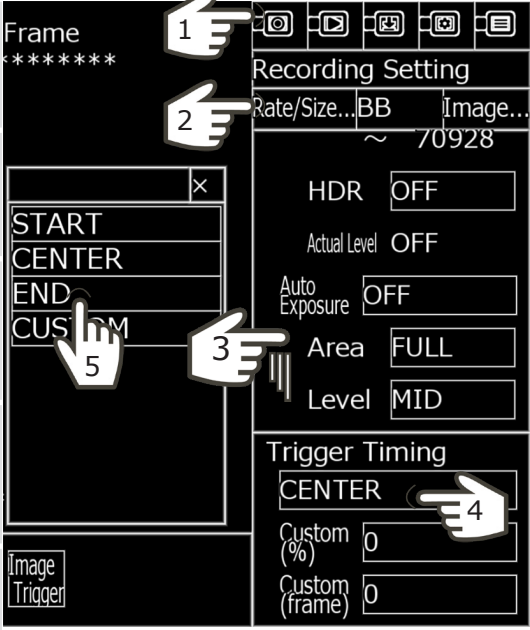 Frame
********
1
Recording Setting
2
Rate/Size... BB Image...
～ 70928
HDR OFF
Actual Level OFF
Auto
Exposure OFF
3
Area FULL
Level MID
×
START
CENTER
END
CUSTOM
5
Trigger Timing
CENTER
4
Custom
(%) 0
Custom
(frame) 0
Image
Trigger